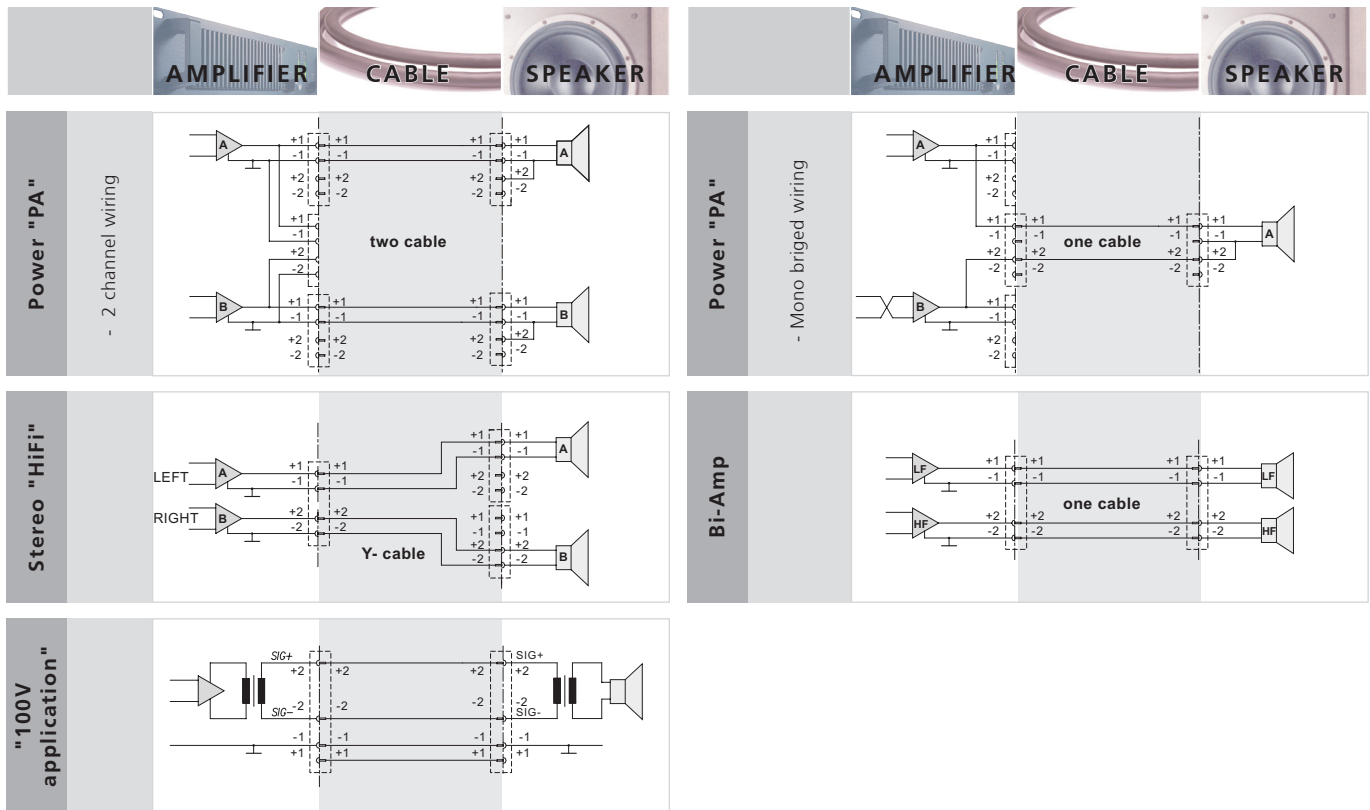 AMPLIFIER CABLE SPEAKER
AMPLIFIER CABLE SPEAKER
Power "PA"
- 2 channel wiring
A +1 +1 +1 +1 A
-1 -1 -1 -1
+2 +2 +2 +2
-2 -2 -2 -2
+1
-1
two cable
+2
-2
B +1 +1 +1 +1 B
-1 -1 -1 -1
+2 +2 +2 +2
-2 -2 -2 -2
Power "PA"
- Mono briged wiring
A +1
-1
+2
-2
+1 +1 +1 +1
-1 -1 one cable -1 -1 A
+2 +2 +2 +2
-2 -2 -2 -2
B +1
-1
+2
-2
Stereo "HiFi"
LEFT A +1 +1
-1 -1
+1 +1 A
-1 -1
+2 +2
-2 -2
RIGHT B +2 +2
-2 -2
Y- cable
+1 +1
-1 -1
+2 +2 B
-2 -2
Bi-Amp
LF +1 +1 +1 +1 LF
-1 -1 -1 -1
one cable
HF +2 +2 +2 +2 HF
-2 -2 -2 -2
"100V
application"
SIG+ SIG+
+2 +2 +2 +2
-2 -2 -2 -2
SIG- SIG-
-1 -1 -1 -1
+1 +1 +1 +1